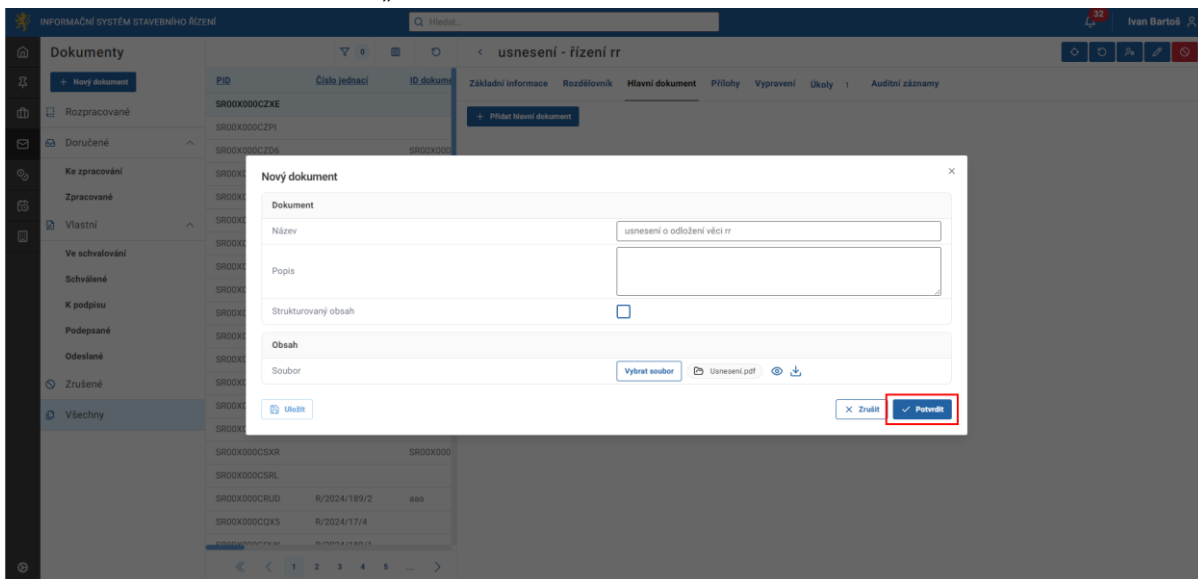 „
INFORMAČNÍ SYSTÉM STAVEBNÍHO ŘÍZENÍ
Hledat...
32
Ivan Bartoš
Dokumenty
0
usnesení - řízení rr
+ Nový dokument
PID Číslo jednací ID dokume
Základní informace Rozdělovník Hlavní dokument Přílohy Vypravení Úkoly 1 Auditní záznamy
Rozpracované
SR00X000CZXE
+ Přidat hlavní dokument
SR00X000CZPI
Doručené
SR00X000CZD6 SR00X000
Ke zpracování
Zpracované
Vlastní
Ve schvalování
Schválené
K podpisu
Podepsané
Odeslané
Zrušené
Všechny
Nový dokument
Dokument
Název usnesení o odložení věci rr
Popis
Strukturovaný obsah
Obsah
Soubor Vybrat soubor Usnesení.pdf
Uložit Zrušit Potvrdit
SR00X000CSXR SR00X000
SR00X000CSRL
SR00X000CRUD R/2024/189/2 aaa
SR00X000CQX5 R/2024/17/4
1 2 3 4 5 ...